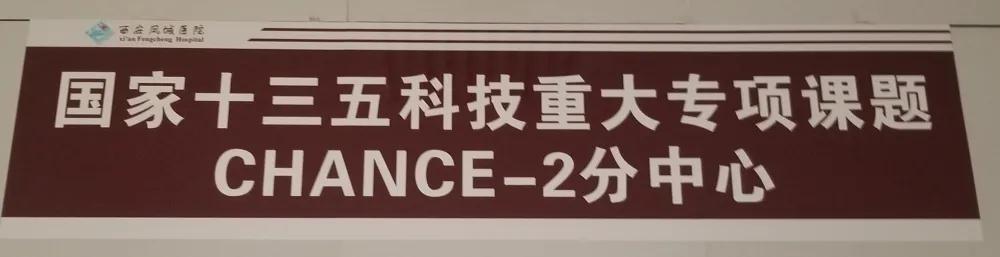 西安凤城医院
xi'an Fengcheng Hospital
国家十三五科技重大专项课题
CHANCE-2分中心